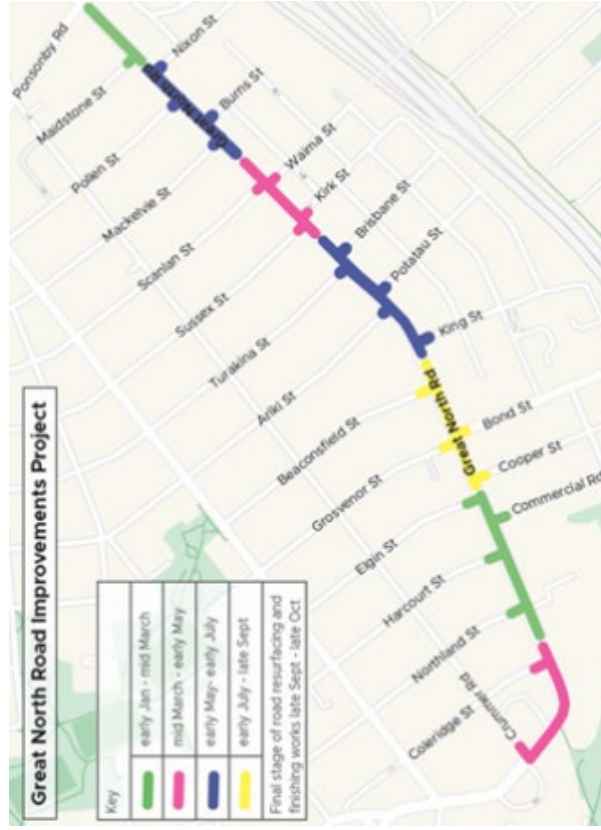 Great North Road Improvements Project
Key
early Jan - mid March
mid March - early May
early May- early July
early July - late Sept
Final stage of road resurfacing and
finishing works late Sept - late Oct
Ponsonby Rd
Maidstone St
Nixon St
Pollen St
Great North Rd
Burns St
Mackelvie St
Waima St
Scanlan St
Kirk St
Sussex St
Brisbane St
Turakina St
Potatau St
Ariki St
King St
Beaconsfield St
Great North Rd
Grosvenor St
Bond St
Cooper St
Elgin St
Commercial Rd
Harcourt St
Northland St
Crummer Rd
Coleridge St